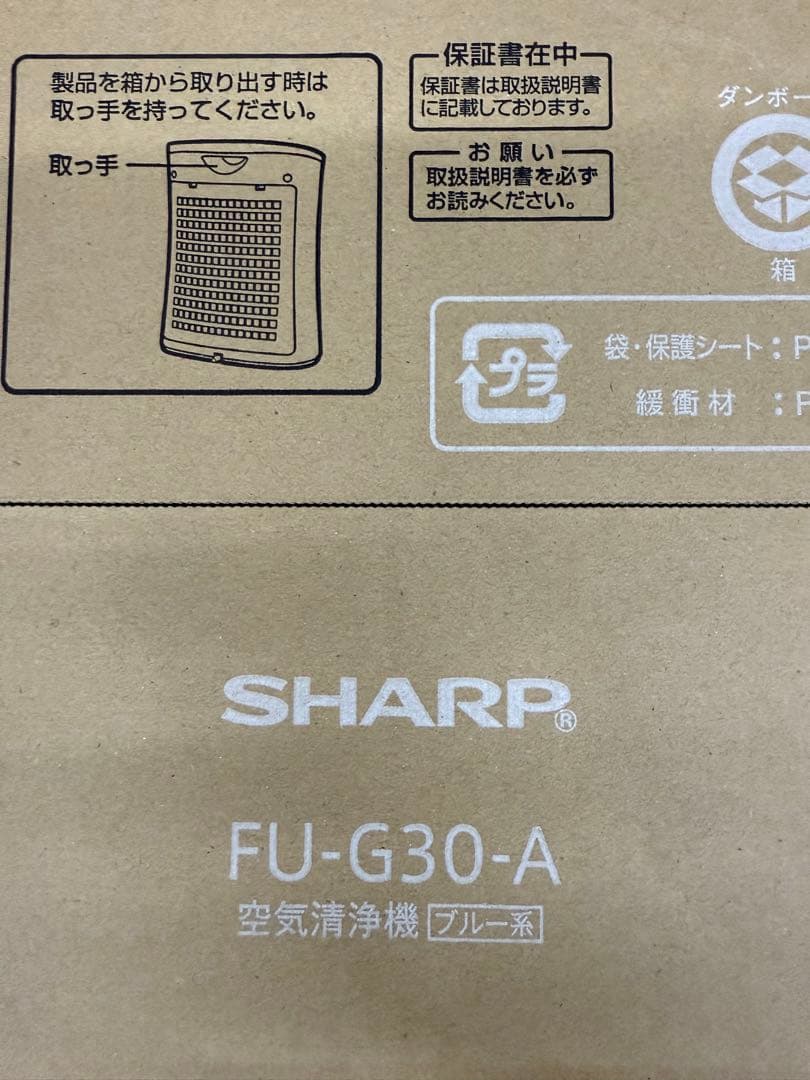 製品を箱から取り出す時は
取っ手を持ってください。
取っ手
保証書在中
保証書は取扱説明書
に記載しております。
お願い
取扱説明書を必ず
お読みください。
ダンボー
箱
プラ
袋・保護シート：P
緩衝材　：P
SHARP®
FU-G30-A
空気清浄機 ブルー系